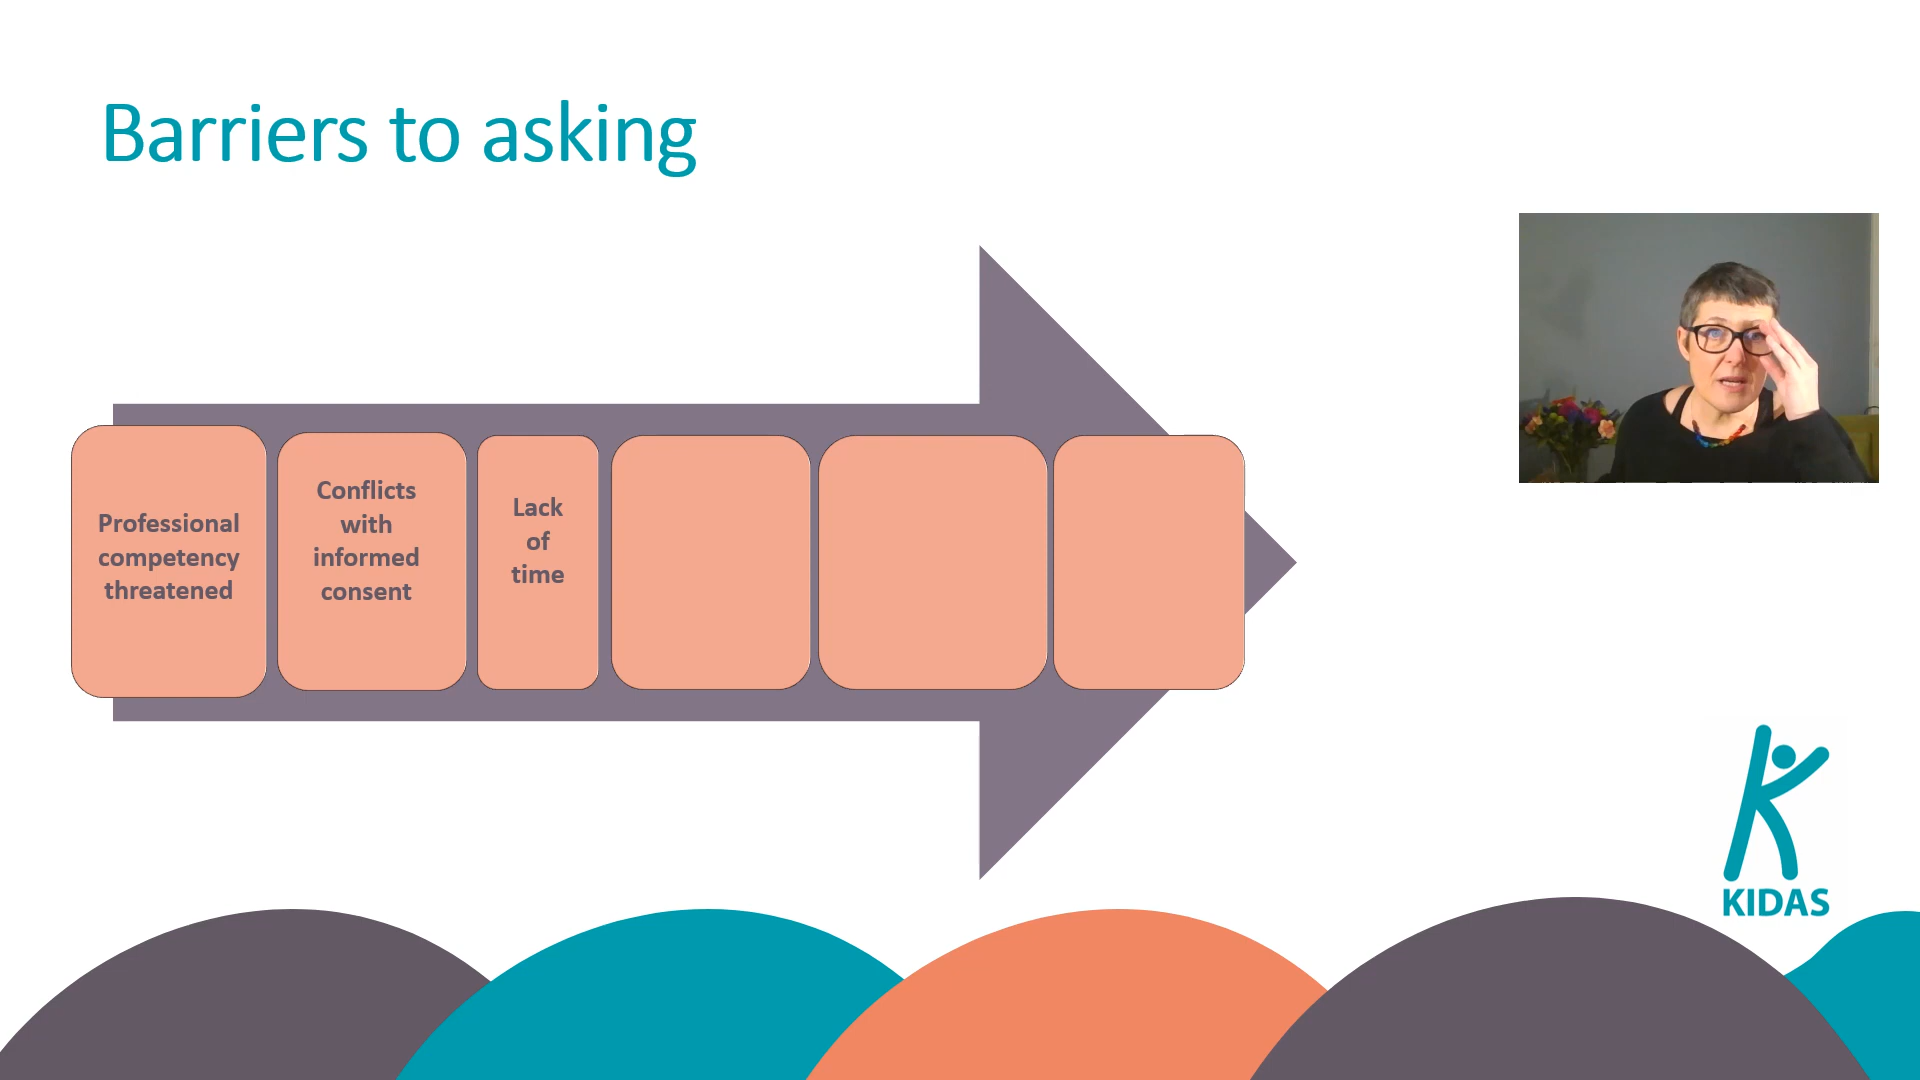 Barriers to asking
Professional
competency
threatened
Conflicts
with
informed
consent
Lack
of
time
KIDAS